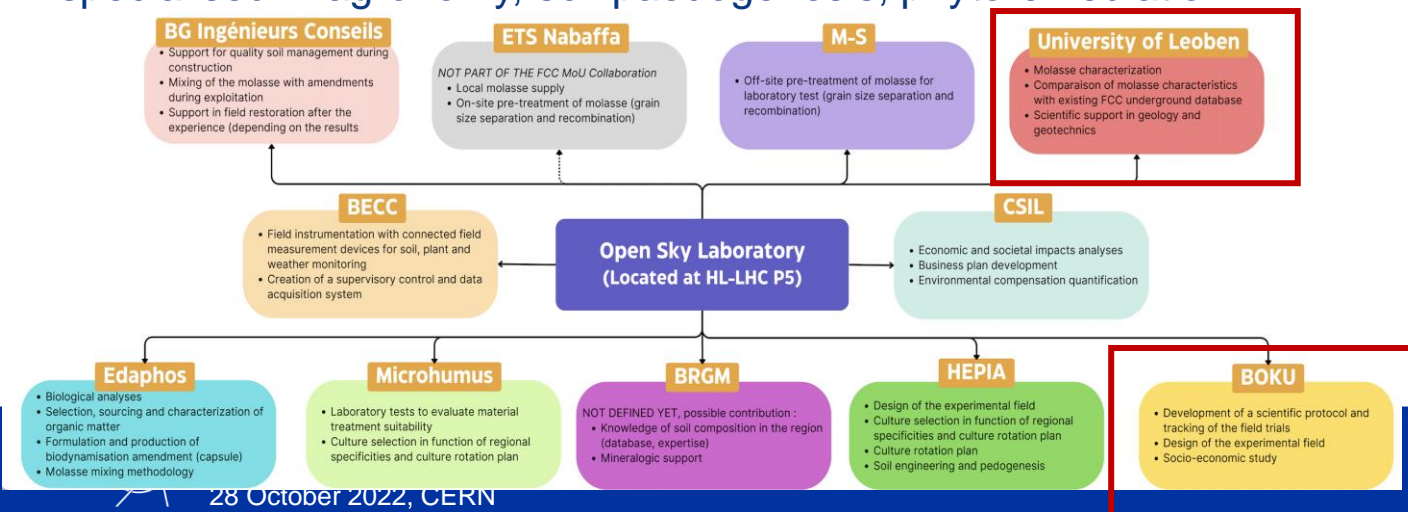 BG Ingénieurs Conseils
• Support for quality soil management during
construction
• Mixing of the molasse with amendments
during exploitation
• Support in field restoration after the
experience (depending on the results
ETS Nabaffa
NOT PART OF THE FCC MoU Collaboration
• Local molasse supply
• On-site pre-treatment of molasse (grain
size separation and recombination)
M-S
• Off-site pre-treatment of molasse for
laboratory test (grain size separation and
recombination)
University of Leoben
• Molasse characterization
• Comparison of molasse characteristics
with existing FCC underground database
• Scientific support in geology and
geotechnics
BECC
• Field instrumentation with connected field
measurement devices for soil, plant and
weather monitoring
• Creation of a supervisory control and data
acquisition system
Open Sky Laboratory
(Located at HL-LHC P5)
CSIL
• Economic and societal impacts analyses
• Business plan development
• Environmental compensation quantification
Edaphos
• Biological analyses
• Selection, sourcing and characterization of
organic matter
• Formulation and production of
biodynamisation amendment (capsule)
• Molasse mixing methodology
Microhumus
• Laboratory tests to evaluate material
treatment suitability
• Culture selection in function of regional
specificities and culture rotation plan
BRGM
NOT DEFINED YET, possible contribution :
• Knowledge of soil composition in the region
(database, expertise)
• Mineralogic support
HEPIA
• Design of the experimental field
• Culture selection in function of regional
specificities and culture rotation plan
• Culture rotation plan
• Soil engineering and pedogenesis
BOKU
• Development of a scientific protocol and
tracking of the field trials
• Design of the experimental field
• Socio-economic study
28 October 2022, CERN